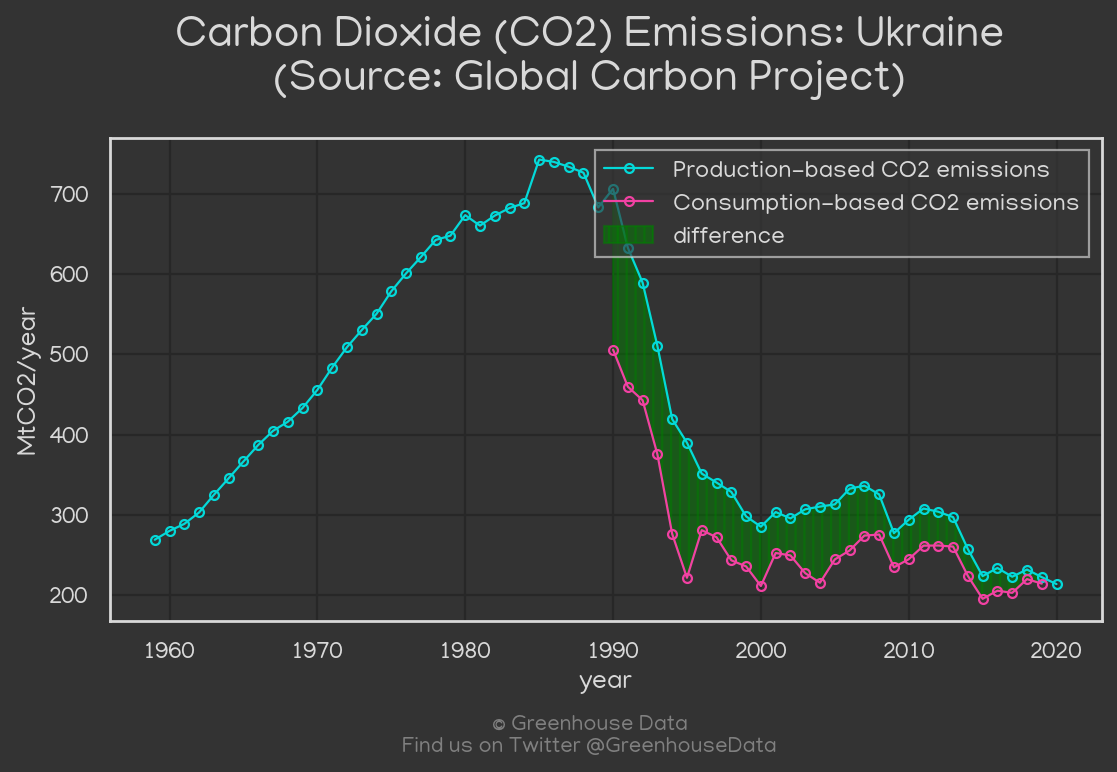 Carbon Dioxide (CO2) Emissions: Ukraine
(Source: Global Carbon Project)
Production-based CO2 emissions
Consumption-based CO2 emissions
difference
MtCO2/year
700
600
500
400
300
200
1960 1970 1980 1990 2000 2010 2020
year
© Greenhouse Data
Find us on Twitter @GreenhouseData